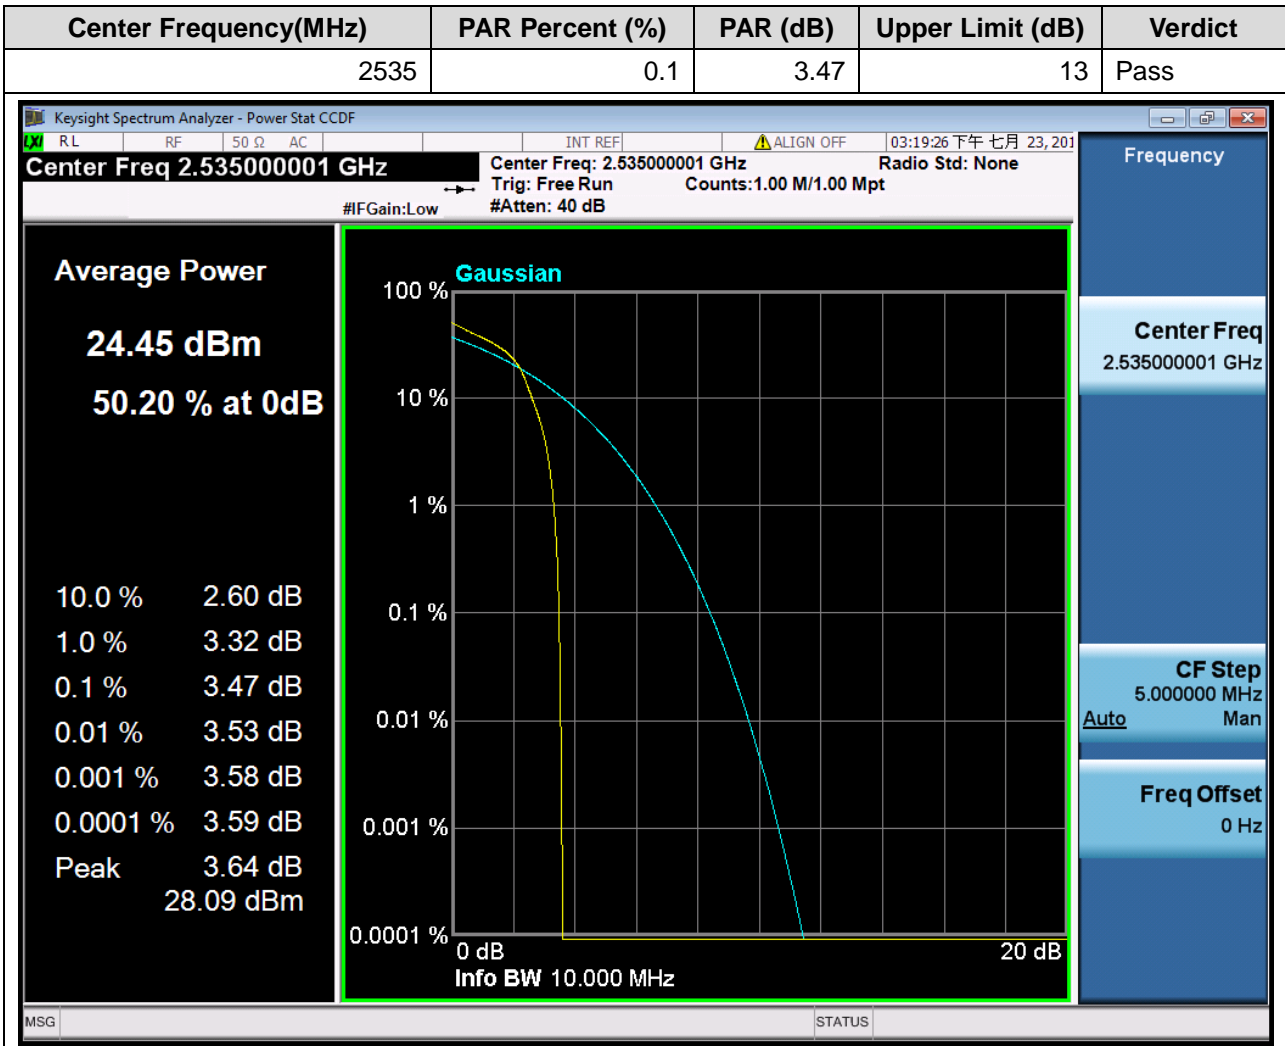 Center Frequency(MHz) PAR Percent (%) PAR (dB) Upper Limit (dB) Verdict
2535 0.1 3.47 13 Pass
Keysight Spectrum Analyzer - Power Stat CCDF
LXI RL RF 50 Ω AC INT REF ALIGN OFF 03:19:26 下午 七月 23, 201
Center Freq 2.535000001 GHz
Center Freq: 2.535000001 GHz Radio Std: None
Trig: Free Run Counts:1.00 M/1.00 Mpt
#IFGain:Low #Atten: 40 dB
Average Power
24.45 dBm
50.20 % at 0dB
10.0 % 2.60 dB
1.0 % 3.32 dB
0.1 % 3.47 dB
0.01 % 3.53 dB
0.001 % 3.58 dB
0.0001 % 3.59 dB
Peak 3.64 dB
28.09 dBm
Gaussian
100 %
10 %
1 %
0.1 %
0.01 %
0.001 %
0.0001 %
0 dB 20 dB
Info BW 10.000 MHz
Frequency
Center Freq
2.535000001 GHz
CF Step
5.000000 MHz
Auto Man
Freq Offset
0 Hz
MSG STATUS